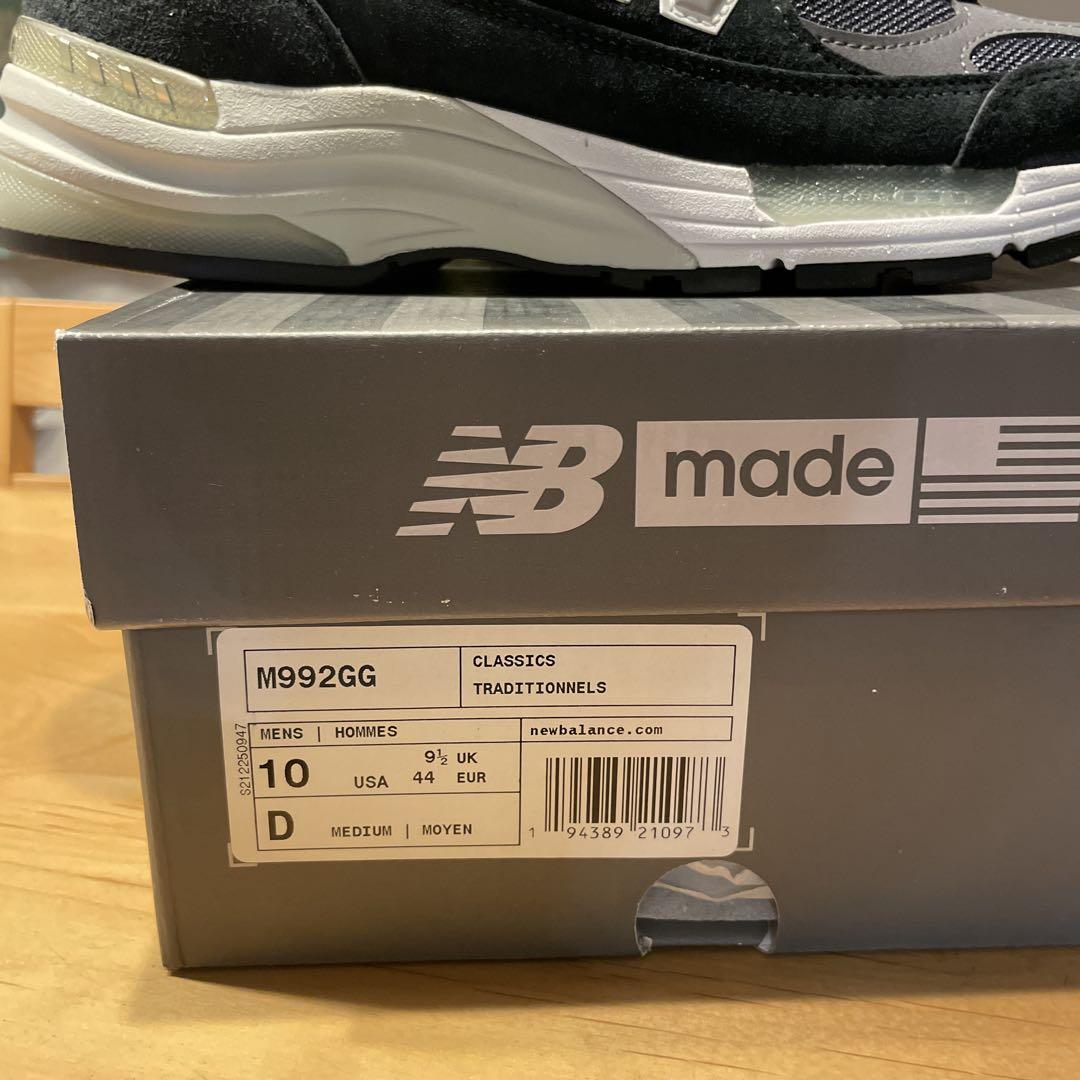 NB made
M992GG
CLASSICS
TRADITIONNELS
MENS | HOMMES
newbalance.com
10 USA 9½ UK
44 EUR
D MEDIUM | MOYEN
1 94389 21097 3
S212250947